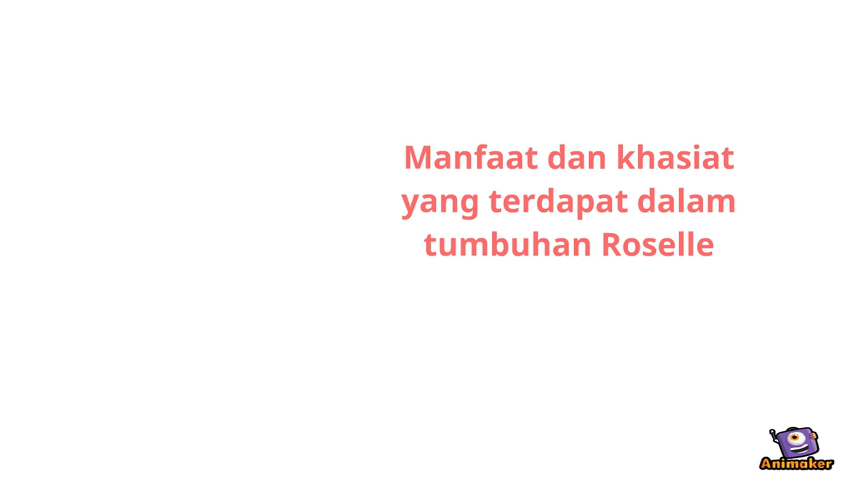 Manfaat dan khasiat
yang terdapat dalam
tumbuhan Roselle
Animaker